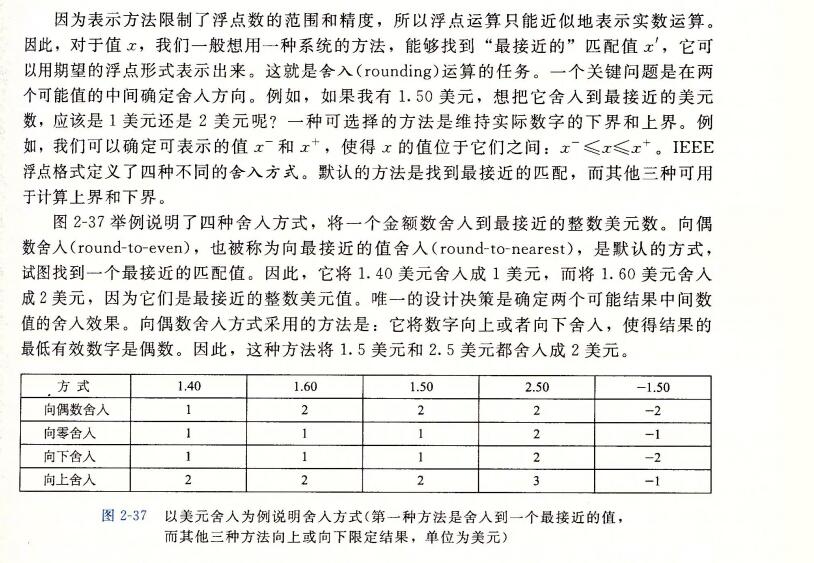 因为表示方法限制了浮点数的范围和精度，所以浮点运算只能近似地表示实数运算。
因此，对于值 x，我们一般想用一种系统的方法，能够找到“最接近的”匹配值 x′，它可
以用期望的浮点形式表示出来。这就是舍入(rounding)运算的任务。一个关键问题是在两
个可能值的中间确定舍入方向。例如，如果我有 1.50 美元，想把它舍入到最接近的美元
数，应该是 1 美元还是 2 美元呢？一种可选择的方法是维持实际数字的下界和上界。例
如，我们可以确定可表示的值 x⁻ 和 x⁺，使得 x 的值位于它们之间：x⁻≤x≤x⁺。IEEE
浮点格式定义了四种不同的舍入方式。默认的方法是找到最接近的匹配，而其他三种可用
于计算上界和下界。
图 2-37 举例说明了四种舍入方式，将一个金额数舍入到最接近的整数美元数。向偶
数舍入(round-to-even)，也被称为向最接近的值舍入(round-to-nearest)，是默认的方式，
试图找到一个最接近的匹配值。因此，它将 1.40 美元舍入成 1 美元，而将 1.60 美元舍入
成 2 美元，因为它们是最接近的整数美元值。唯一的设计决策是确定两个可能结果中间数
值的舍入效果。向偶数舍入方式采用的方法是：它将数字向上或者向下舍入，使得结果的
最低有效数字是偶数。因此，这种方法将 1.5 美元和 2.5 美元都舍入成 2 美元。
方 式 1.40 1.60 1.50 2.50 −1.50
向偶数舍入 1 2 2 2 −2
向零舍入 1 1 1 2 −1
向下舍入 1 1 1 2 −2
向上舍入 2 2 2 3 −1
图 2-37 以美元舍入为例说明舍入方式(第一种方法是舍入到一个最接近的值，
而其他三种方法向上或向下限定结果，单位为美元)